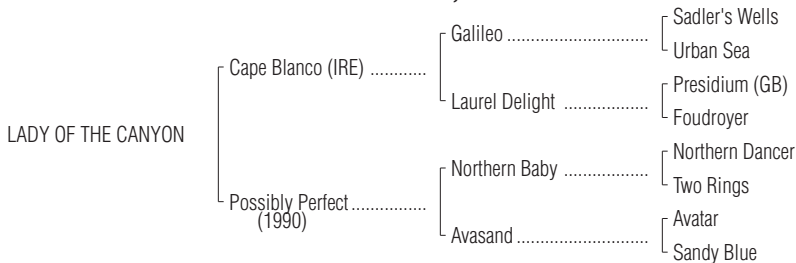 Sadler's Wells
Galileo ..............................
Urban Sea
Cape Blanco (IRE) ............
Presidium (GB)
Laurel Delight ..................
Foudroyer
LADY OF THE CANYON
Northern Dancer
Northern Baby ..................
Two Rings
Possibly Perfect................
(1990)
Avatar
Avasand ............................
Sandy Blue